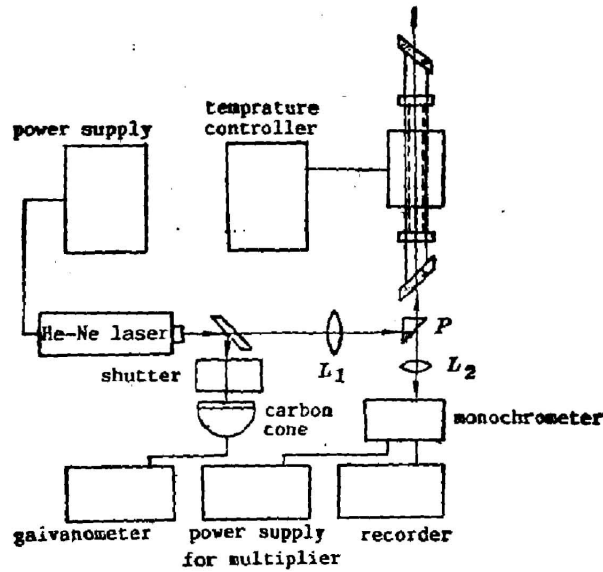 power supply
temprature
controller
He-Ne laser
P
L1
L2
shutter
carbon
cone
monochrometer
gaivanometer
power supply
for multiplier
recorder